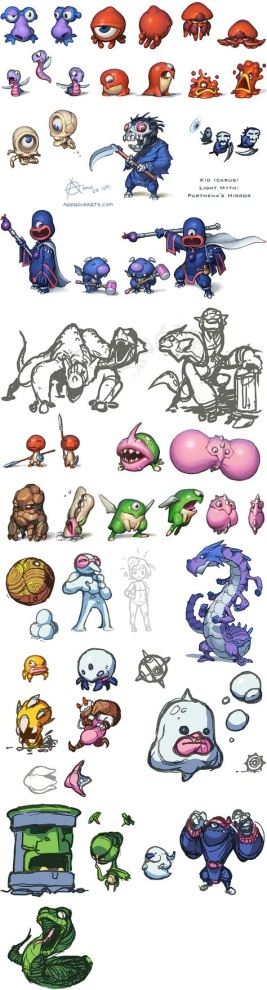 ANDROIDARTS.COM
KID ICARUS/
LIGHT MYTH:
PARTHENA'S MIRROR